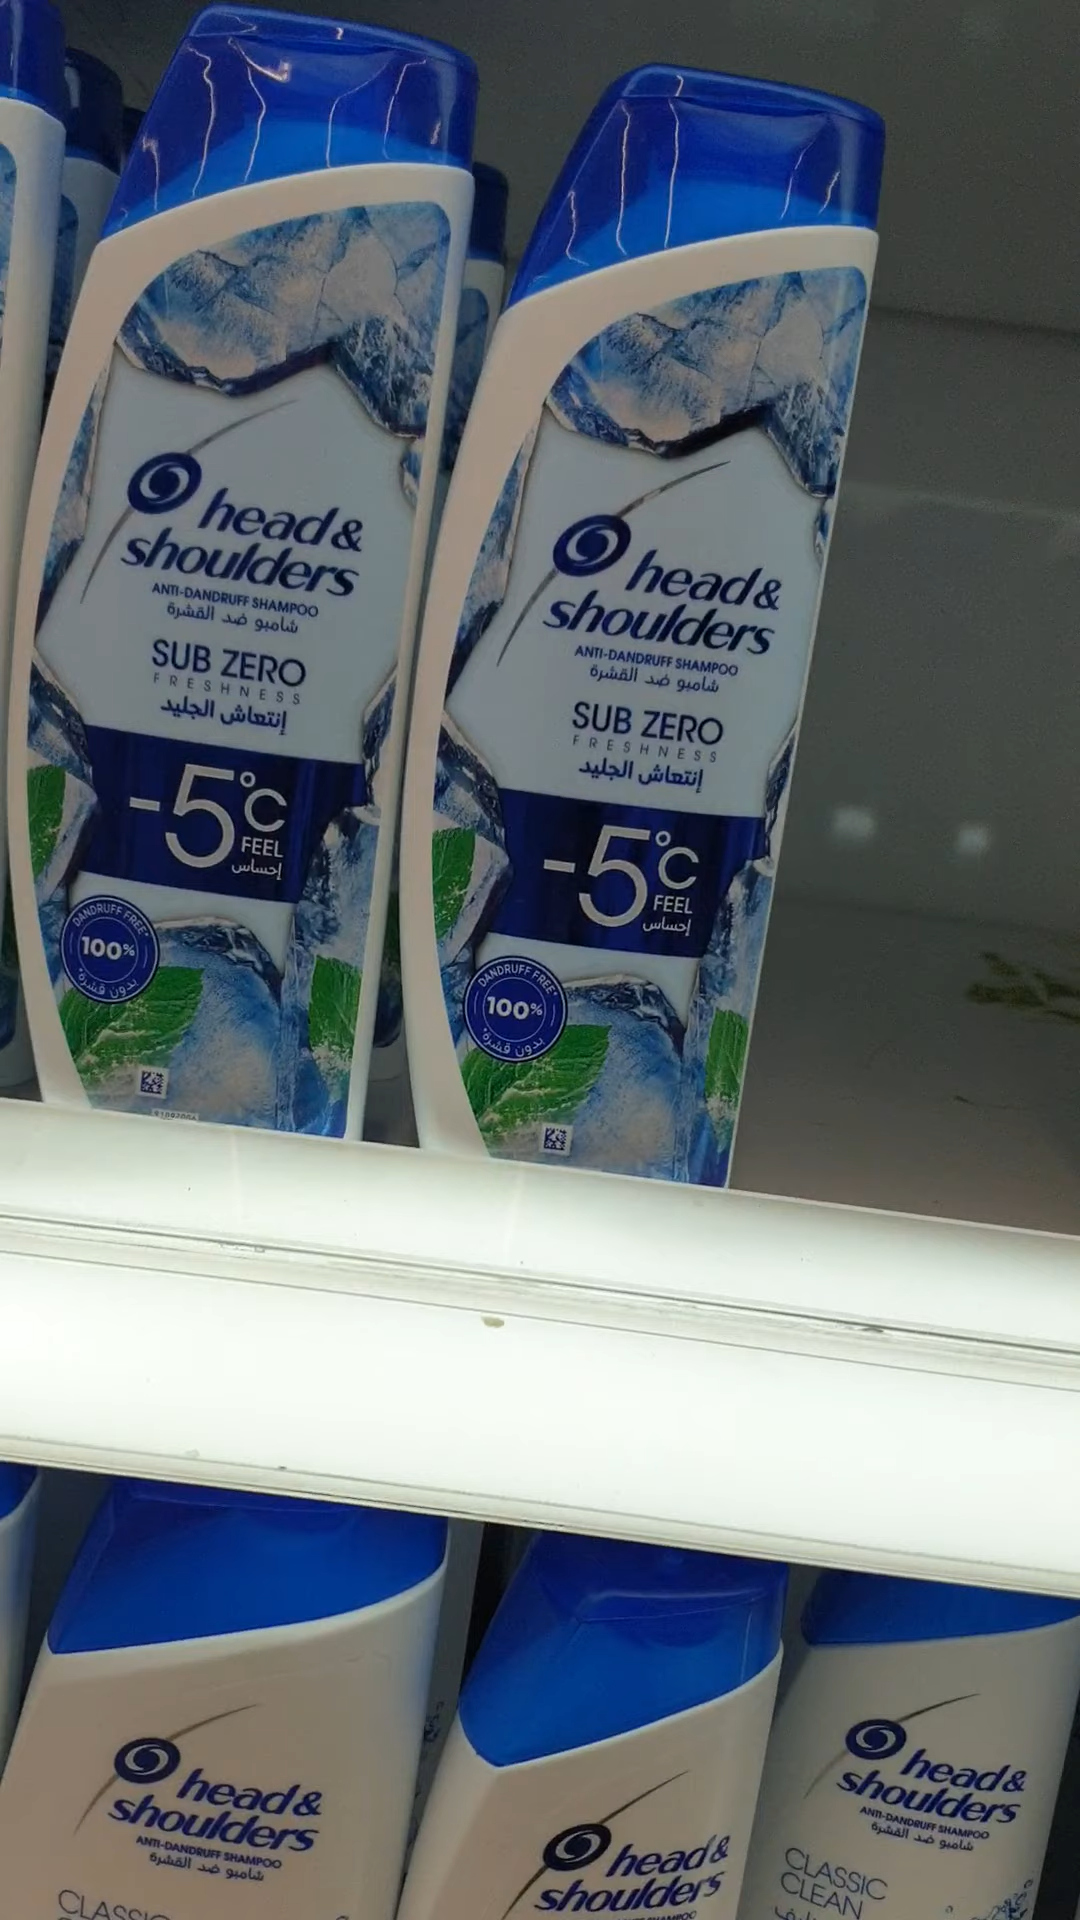 head&
shoulders
ANTI-DANDRUFF SHAMPOO
شامبو ضد القشرة
SUB ZERO
FRESHNESS
إنتعاش الجليد
-5°C
FEEL
إحساس
DANDRUFF FREE*
100%
بدون قشرة*
head&
shoulders
ANTI-DANDRUFF SHAMPOO
شامبو ضد القشرة
SUB ZERO
FRESHNESS
إنتعاش الجليد
-5°C
FEEL
إحساس
DANDRUFF FREE*
100%
بدون قشرة*
head&
shoulders
ANTI-DANDRUFF SHAMPOO
شامبو ضد القشرة
CLASSIC
head&
shoulders
head&
shoulders
ANTI-DANDRUFF SHAMPOO
شامبو ضد القشرة
CLASSIC
CLEAN